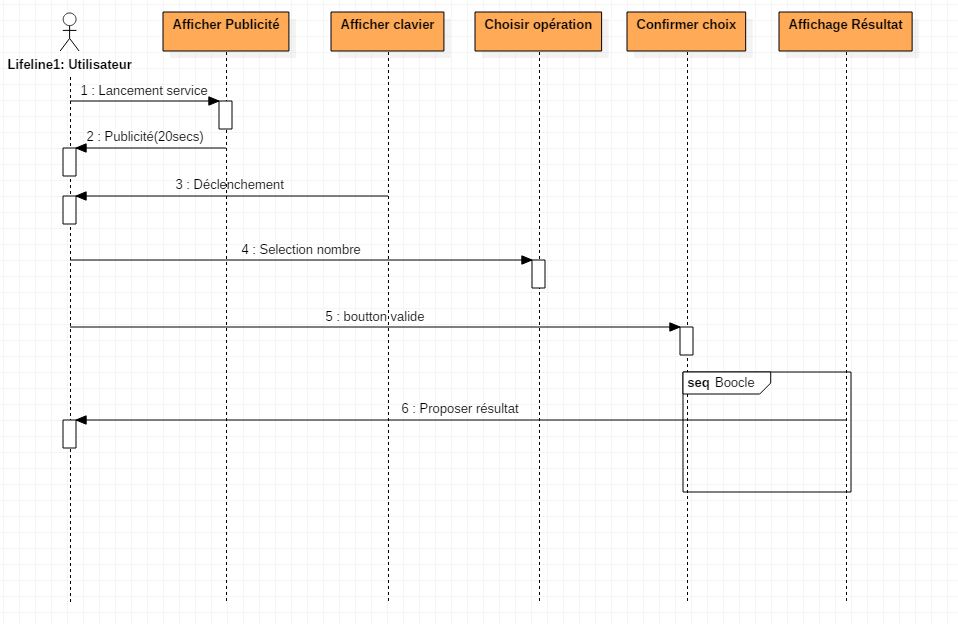 Afficher Publicité
Afficher clavier
Choisir opération
Confirmer choix
Affichage Résultat
Lifeline1: Utilisateur
1 : Lancement service
2 : Publicité(20secs)
3 : Déclenchement
4 : Selection nombre
5 : boutton valide
seq Boocle
6 : Proposer résultat